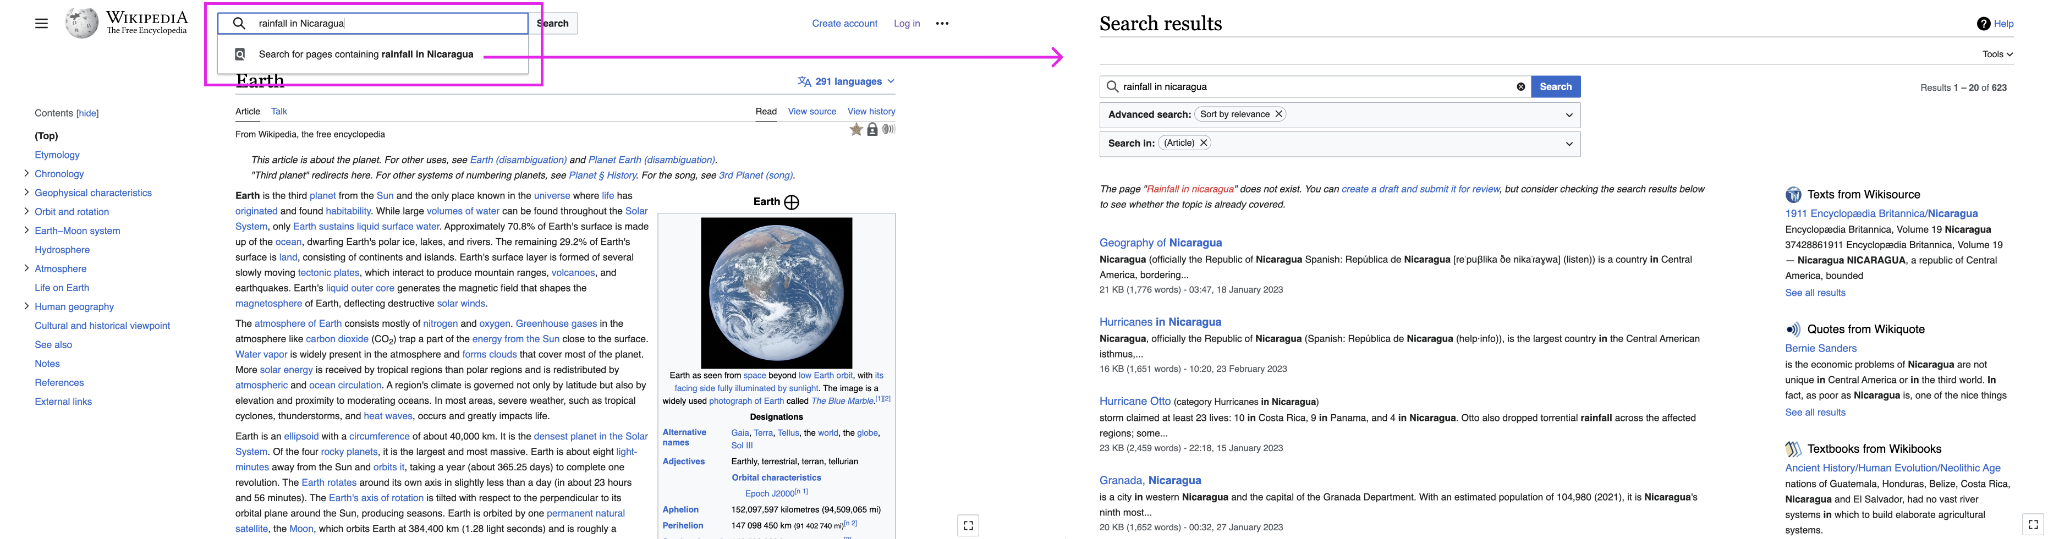 WIKIPEDIA
The Free Encyclopedia
rainfall in Nicaragua
Search
Search for pages containing rainfall in Nicaragua
Create account
Log in
Earth
291 languages
Article
Talk
Read
View source
View history
From Wikipedia, the free encyclopedia
Contents [hide]
(Top)
Etymology
Chronology
Geophysical characteristics
Orbit and rotation
Earth–Moon system
Hydrosphere
Atmosphere
Life on Earth
Human geography
Cultural and historical viewpoint
See also
Notes
References
External links
This article is about the planet. For other uses, see Earth (disambiguation) and Planet Earth (disambiguation).
"Third planet" redirects here. For other systems of numbering planets, see Planet § History. For the song, see 3rd Planet (song).
Earth is the third planet from the Sun and the only place known in the universe where life has
originated and found habitability. While large volumes of water can be found throughout the Solar
System, only Earth sustains liquid surface water. Approximately 70.8% of Earth's surface is made
up of the ocean, dwarfing Earth's polar ice, lakes, and rivers. The remaining 29.2% of Earth's
surface is land, consisting of continents and islands. Earth's surface layer is formed of several
slowly moving tectonic plates, which interact to produce mountain ranges, volcanoes, and
earthquakes. Earth's liquid outer core generates the magnetic field that shapes the
magnetosphere of Earth, deflecting destructive solar winds.
The atmosphere of Earth consists mostly of nitrogen and oxygen. Greenhouse gases in the
atmosphere like carbon dioxide (CO2) trap a part of the energy from the Sun close to the surface.
Water vapor is widely present in the atmosphere and forms clouds that cover most of the planet.
More solar energy is received by tropical regions than polar regions and is redistributed by
atmospheric and ocean circulation. A region's climate is governed not only by latitude but also by
elevation and proximity to moderating oceans. In most areas, severe weather, such as tropical
cyclones, thunderstorms, and heat waves, occurs and greatly impacts life.
Earth is an ellipsoid with a circumference of about 40,000 km. It is the densest planet in the Solar
System. Of the four rocky planets, it is the largest and most massive. Earth is about eight light-
minutes away from the Sun and orbits it, taking a year (about 365.25 days) to complete one
revolution. The Earth rotates around its own axis in slightly less than a day (in about 23 hours
and 56 minutes). The Earth's axis of rotation is tilted with respect to the perpendicular to its
orbital plane around the Sun, producing seasons. Earth is orbited by one permanent natural
satellite, the Moon, which orbits Earth at 384,400 km (1.28 light seconds) and is roughly a
Earth
Earth as seen from space beyond low Earth orbit, with its
facing side fully illuminated by sunlight. The image is a
widely used photograph of Earth called The Blue Marble.[1][2]
Designations
Alternative names
Gaia, Terra, Tellus, the world, the globe,
Sol III
Adjectives
Earthly, terrestrial, terran, tellurian
Orbital characteristics
Epoch J2000[n 1]
Aphelion
152,097,597 kilometres (94,509,065 mi)
Perihelion
147 098 450 km (91 402 740 mi)[n 2]
Search results
Help
Tools
rainfall in nicaragua
Search
Results 1 – 20 of 623
Advanced search: Sort by relevance
Search in: (Article)
The page "Rainfall in nicaragua" does not exist. You can create a draft and submit it for review, but consider checking the search results below
to see whether the topic is already covered.
Geography of Nicaragua
Nicaragua (officially the Republic of Nicaragua Spanish: República de Nicaragua [reˈpuβlika ðe nikaˈraɣwa] (listen)) is a country in Central
America, bordering...
21 KB (1,776 words) - 03:47, 18 January 2023
Hurricanes in Nicaragua
Nicaragua, officially the Republic of Nicaragua (Spanish: República de Nicaragua (help·info)), is the largest country in the Central American
isthmus,...
16 KB (1,651 words) - 10:20, 23 February 2023
Hurricane Otto (category Hurricanes in Nicaragua)
storm claimed at least 23 lives: 10 in Costa Rica, 9 in Panama, and 4 in Nicaragua. Otto also dropped torrential rainfall across the affected
regions; some...
23 KB (2,459 words) - 22:18, 15 January 2023
Granada, Nicaragua
is a city in western Nicaragua and the capital of the Granada Department. With an estimated population of 104,980 (2021), it is Nicaragua's
ninth most...
20 KB (1,652 words) - 00:32, 27 January 2023
Texts from Wikisource
1911 Encyclopædia Britannica/Nicaragua
Encyclopædia Britannica, Volume 19 Nicaragua
37428861911 Encyclopædia Britannica, Volume 19
— Nicaragua NICARAGUA, a republic of Central
America, bounded
See all results
Quotes from Wikiquote
Bernie Sanders
is the economic problems of Nicaragua are not
unique in Central America or in the third world. In
fact, as poor as Nicaragua is, one of the nice things
See all results
Textbooks from Wikibooks
Ancient History/Human Evolution/Neolithic Age
nations of Guatemala, Honduras, Belize, Costa Rica,
Nicaragua and El Salvador, had no vast river
systems in which to build elaborate agricultural
systems.